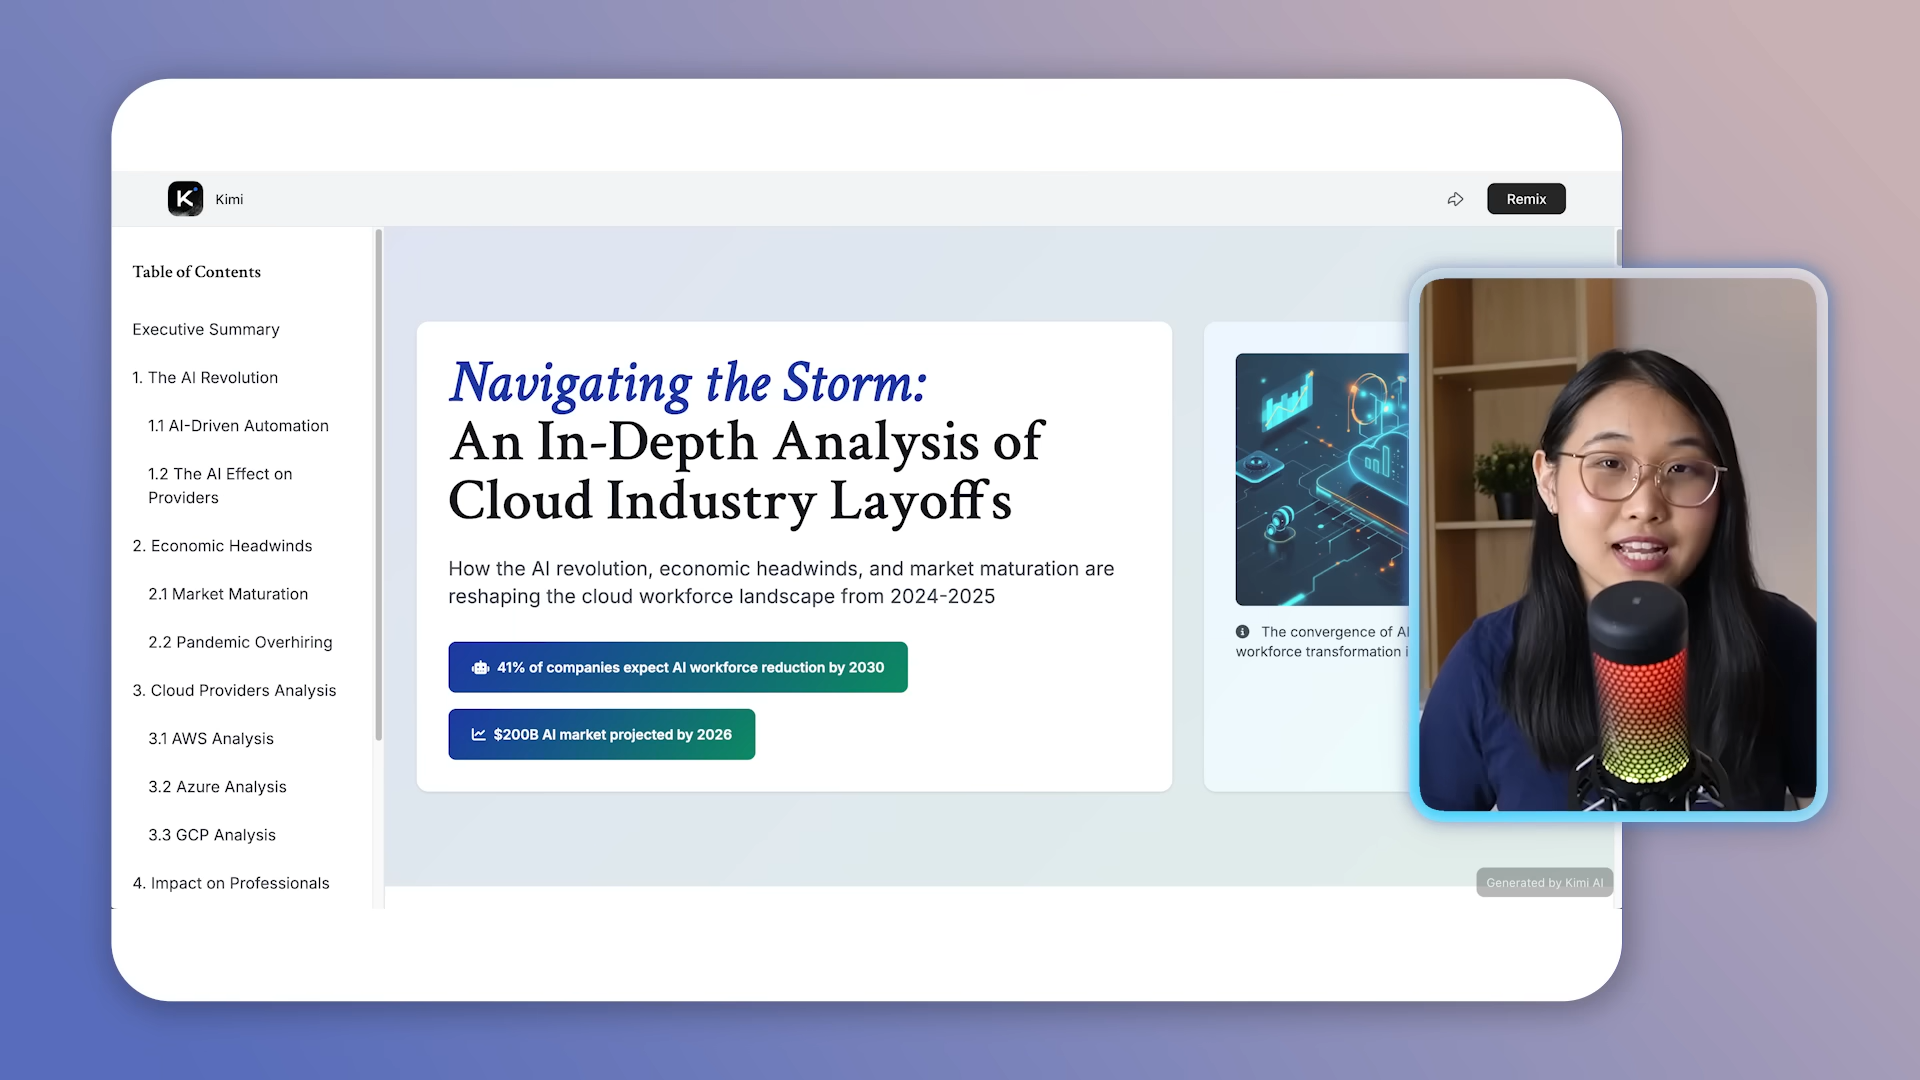 Kimi
Remix
Table of Contents
Executive Summary
1. The AI Revolution
1.1 AI-Driven Automation
1.2 The AI Effect on
Providers
2. Economic Headwinds
2.1 Market Maturation
2.2 Pandemic Overhiring
3. Cloud Providers Analysis
3.1 AWS Analysis
3.2 Azure Analysis
3.3 GCP Analysis
4. Impact on Professionals
Navigating the Storm:
An In-Depth Analysis of
Cloud Industry Layoffs
How the AI revolution, economic headwinds, and market maturation are
reshaping the cloud workforce landscape from 2024-2025
41% of companies expect AI workforce reduction by 2030
$200B AI market projected by 2026
The convergence of AI
workforce transformation
Generated by Kimi AI